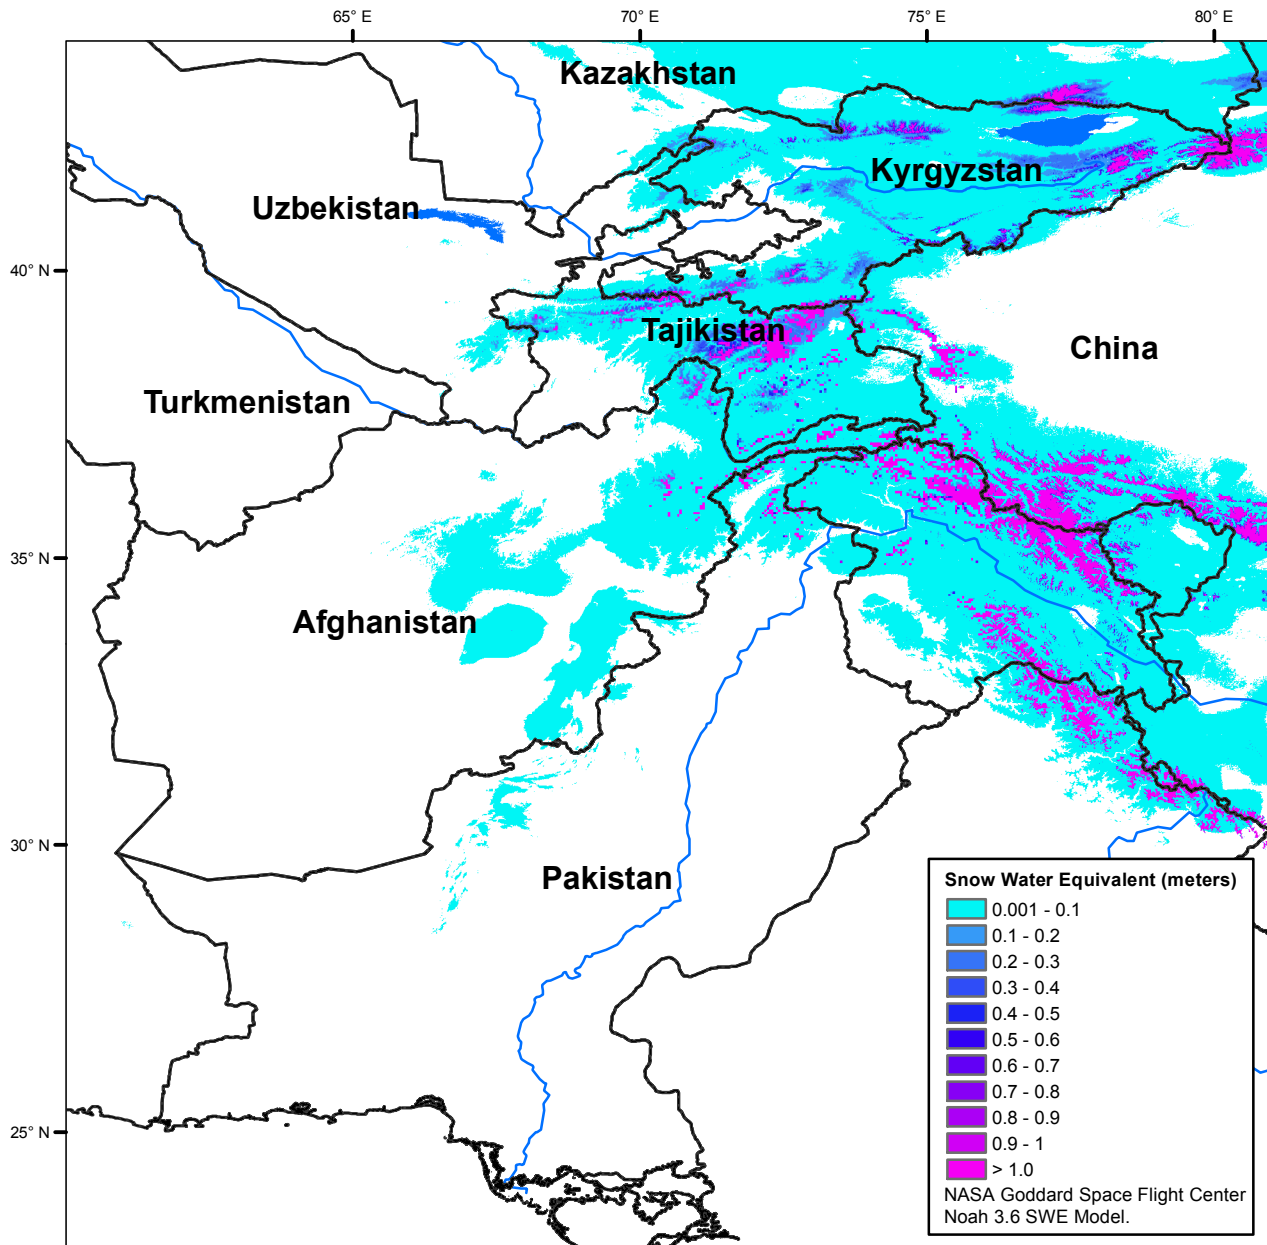 65° E
70° E
75° E
80° E
Kazakhstan
Kyrgyzstan
Uzbekistan
40° N
Tajikistan
China
Turkmenistan
35° N
Afghanistan
30° N
Pakistan
25° N
Snow Water Equivalent (meters)
0.001 - 0.1
0.1 - 0.2
0.2 - 0.3
0.3 - 0.4
0.4 - 0.5
0.5 - 0.6
0.6 - 0.7
0.7 - 0.8
0.8 - 0.9
0.9 - 1
> 1.0
NASA Goddard Space Flight Center
Noah 3.6 SWE Model.